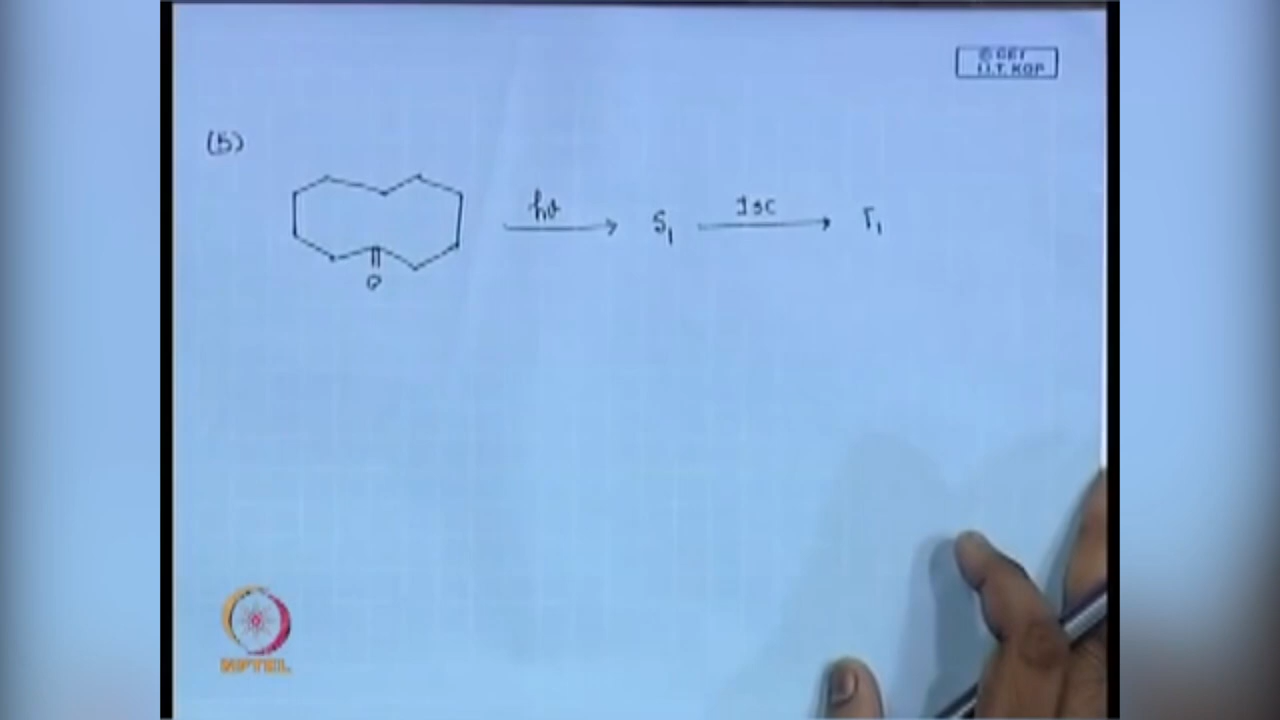 © CET
I.I.T. KGP
(5)
hν
S1
ISC
T1
O
NPTEL